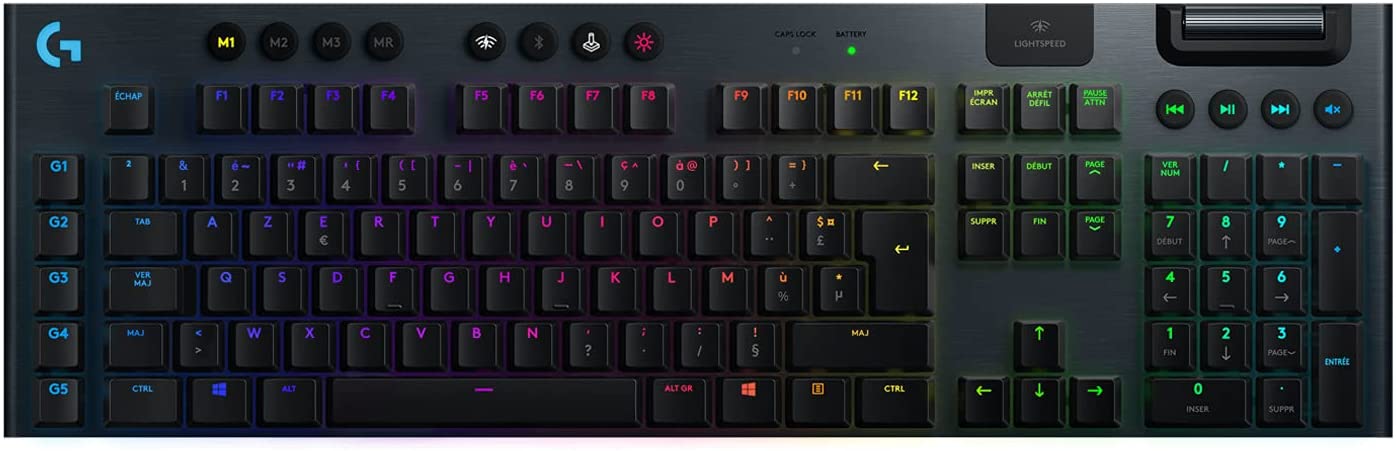 M1 M2 M3 MR CAPS LOCK BATTERY LIGHTSPEED
ÉCHAP F1 F2 F3 F4 F5 F6 F7 F8 F9 F10 F11 F12 IMPR ÉCRAN ARRÊT DÉFIL PAUSE ATTN
G1 ² & 1 é ~ 2 " # 3 ' { 4 ( [ 5 - | 6 è ` 7 _ \ 8 ç ^ 9 à @ 0 ) ] ° = } + ← INSER DÉBUT PAGE VER NUM / * -
G2 TAB A Z E € R T Y U I O P ^ ¨ $ ¤ £ ↵ SUPPR FIN PAGE 7 DÉBUT 8 ↑ 9 PAGE +
G3 VER MAJ Q S D F G H J K L M ù % * µ 4 ← 5 6 →
G4 MAJ < > W X C V B N , ? ; . : / ! § MAJ ↑ 1 FIN 2 ↓ 3 PAGE ENTRÉE
G5 CTRL ALT ALT GR CTRL ← ↓ → 0 INSER . SUPPR